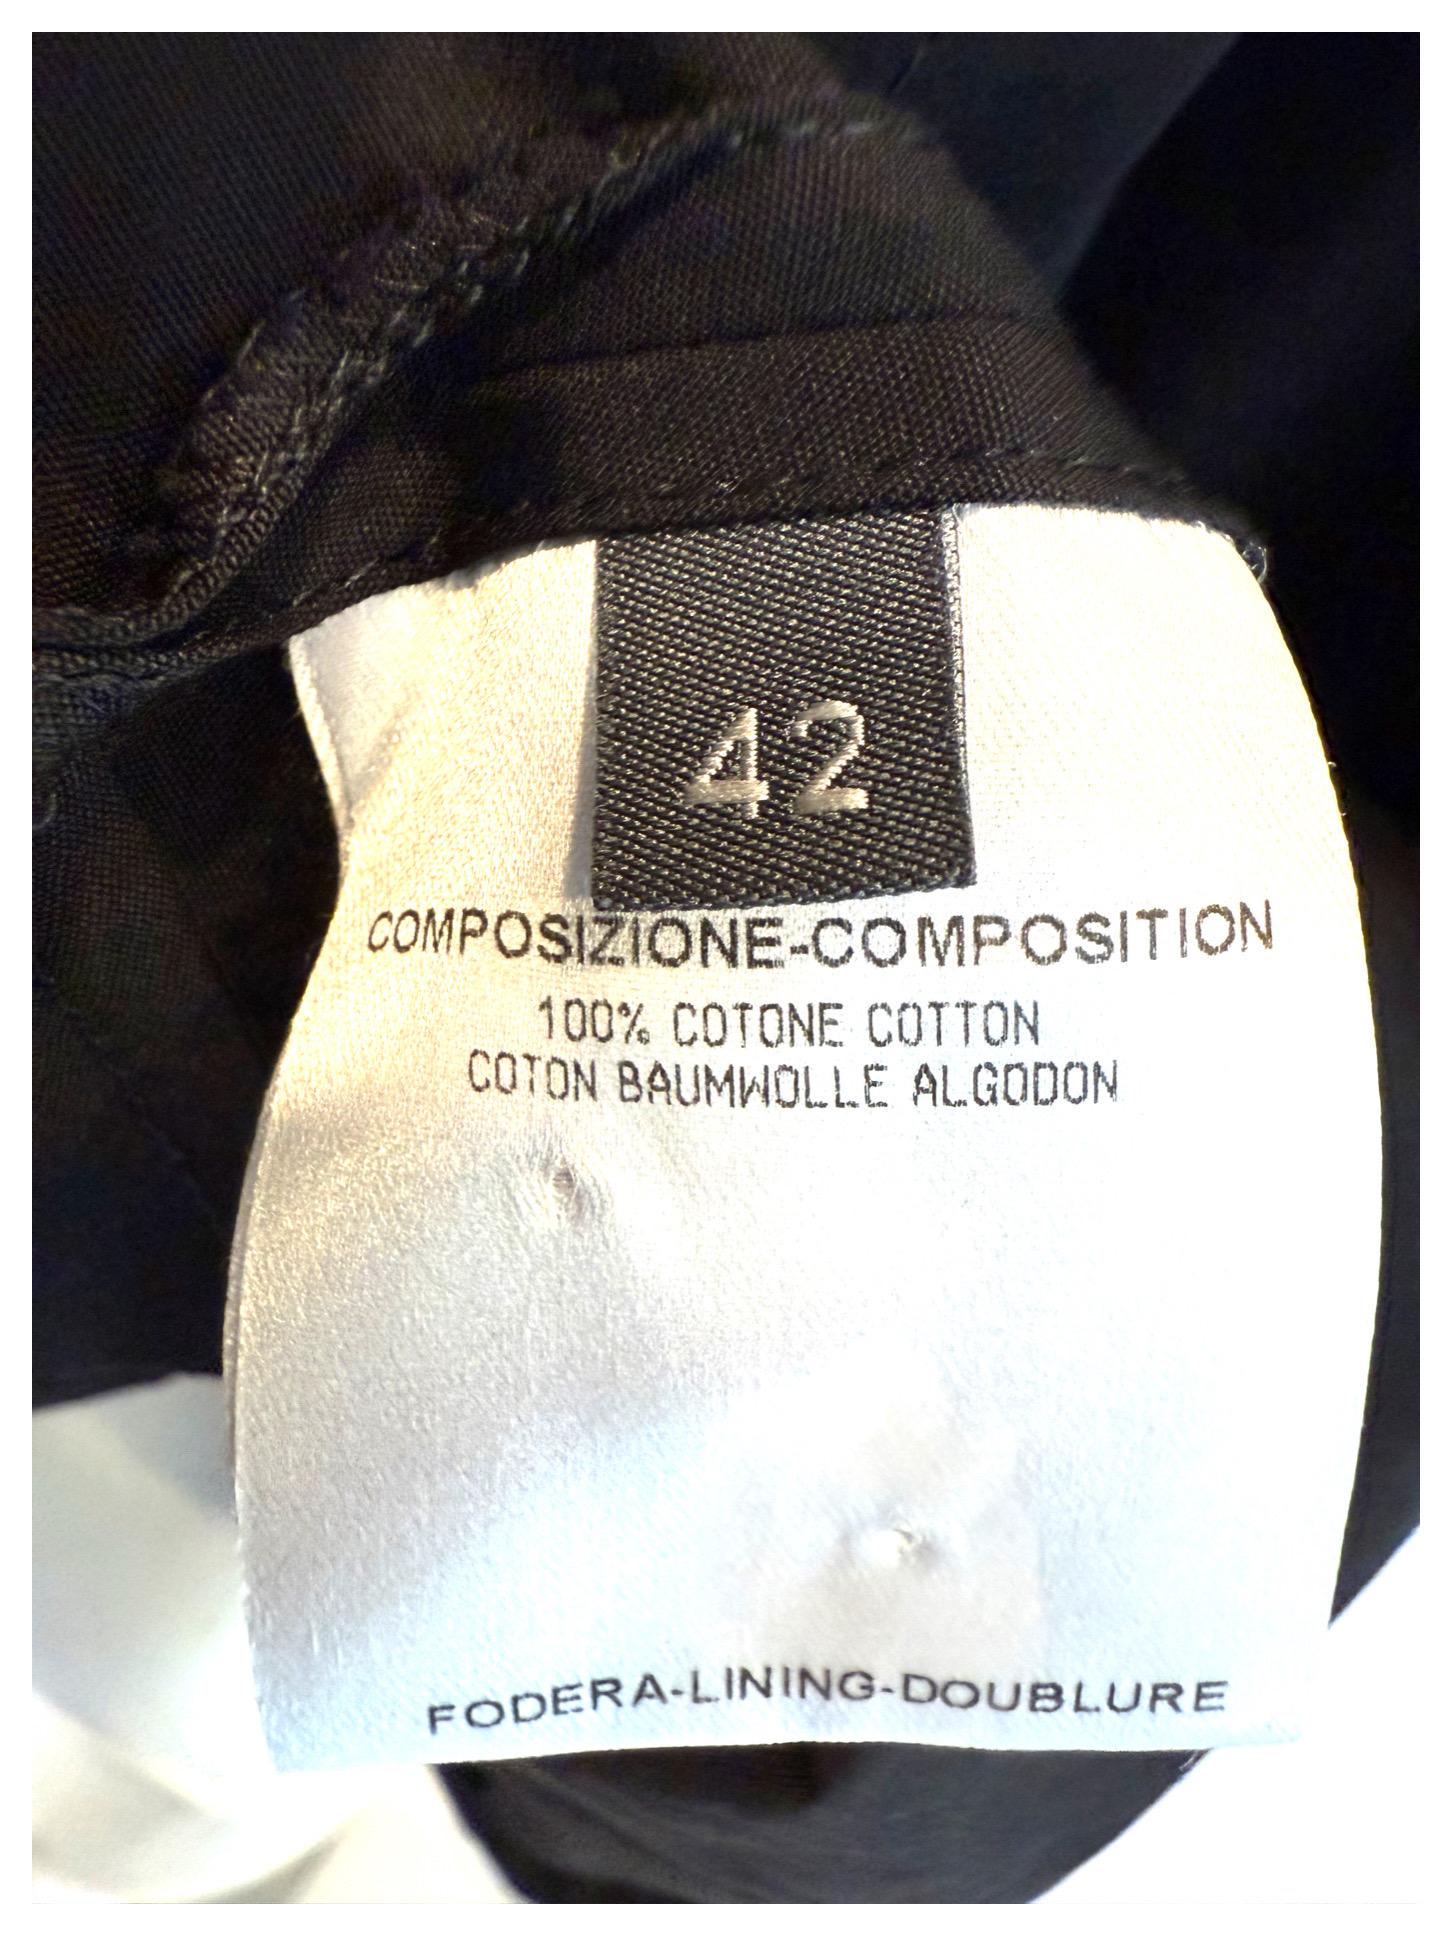 42
COMPOSIZIONE-COMPOSITION
100% COTONE COTTON
COTON BAUMWOLLE ALGODON
FODERA-LINING-DOUBLURE